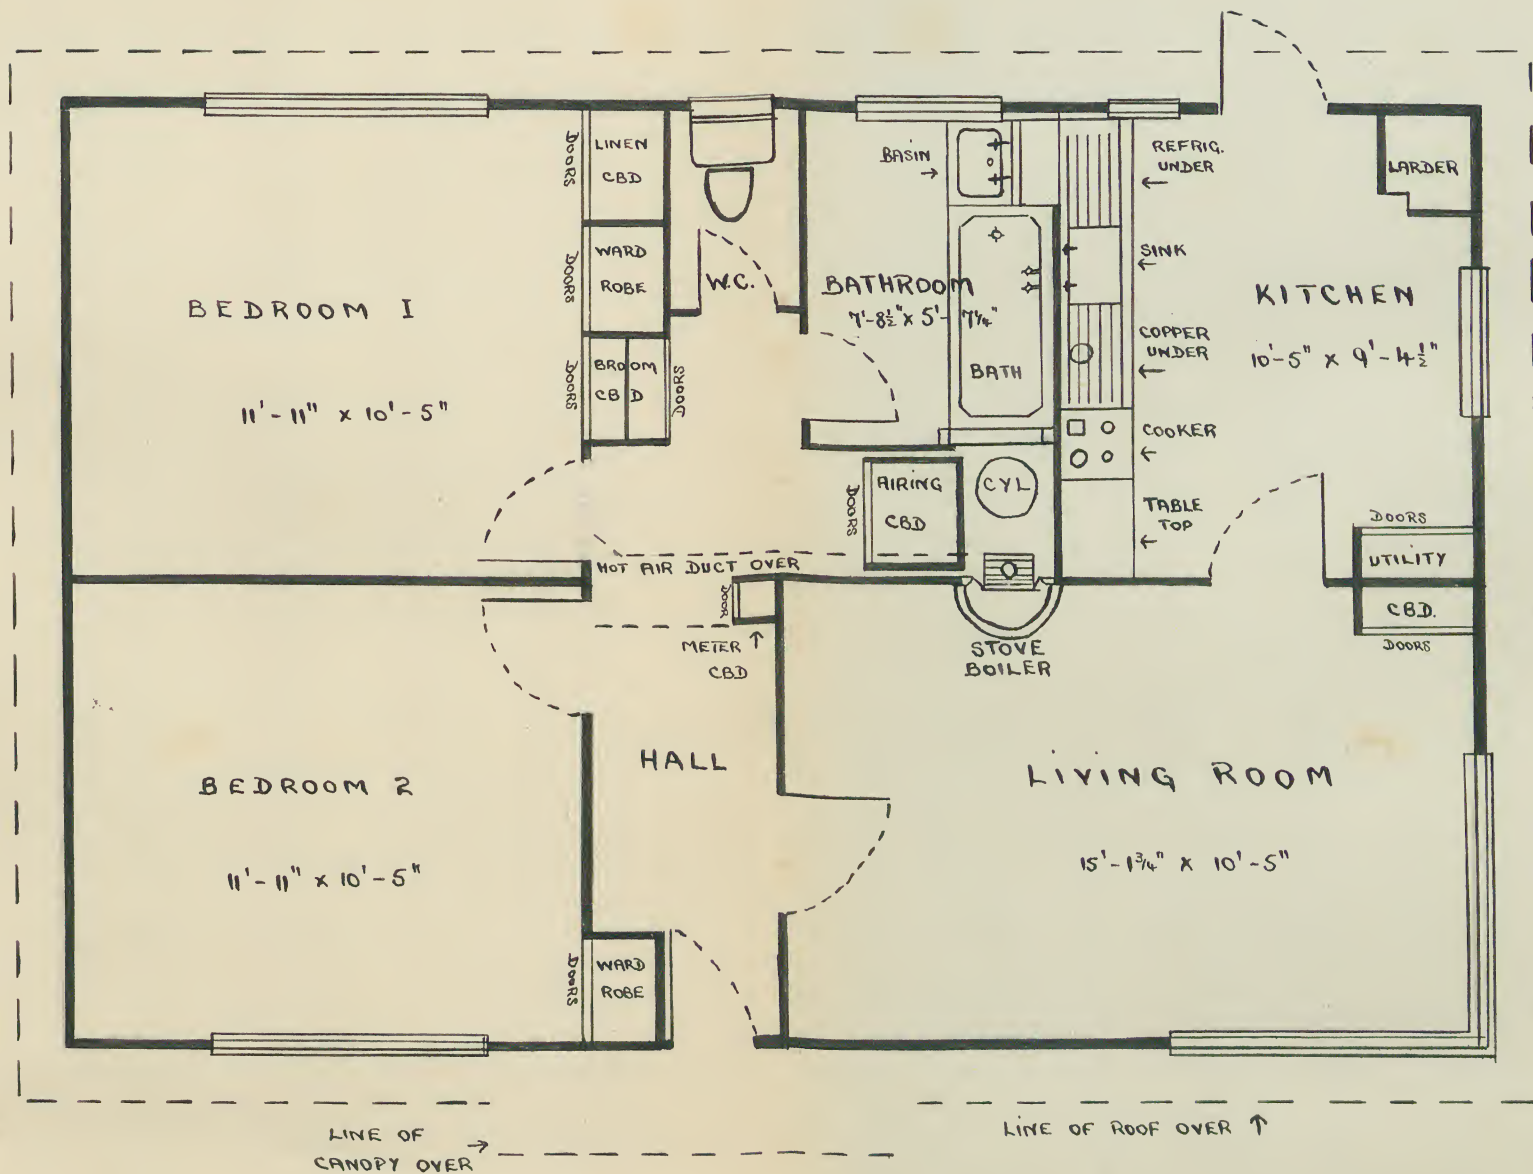 DOORS
LINEN
CBD
DOORS
WARD
ROBE
DOORS
BROOM
CBD
DOORS
W.C.
BASIN
BATHROOM
7'-8½" x 5'-7¼"
BATH
REFRIG.
UNDER
SINK
COPPER
UNDER
COOKER
TABLE
TOP
LARDER
KITCHEN
10'-5" x 9'-4½"
BEDROOM 1
11'-11" x 10'-5"
DOORS
AIRING
CBD
CYL
DOORS
UTILITY
CBD.
DOORS
HOT AIR DUCT OVER
DOOR
METER
CBD
STOVE
BOILER
HALL
LIVING ROOM
15'-1¾" x 10'-5"
BEDROOM 2
11'-11" x 10'-5"
DOORS
WARD
ROBE
LINE OF
CANOPY OVER
LINE OF ROOF OVER